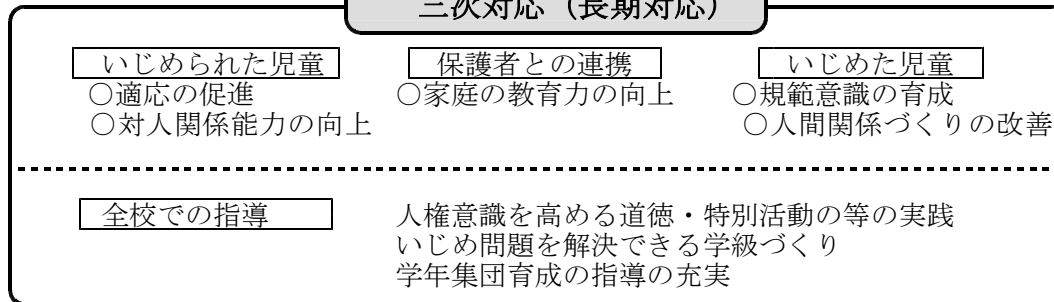 三次対応（長期対応）
いじめられた児童 保護者との連携 いじめた児童
○適応の促進 ○家庭の教育力の向上 ○規範意識の育成
○対人関係能力の向上 ○人間関係づくりの改善
全校での指導 人権意識を高める道徳・特別活動の等の実践
いじめ問題を解決できる学級づくり
学年集団育成の指導の充実